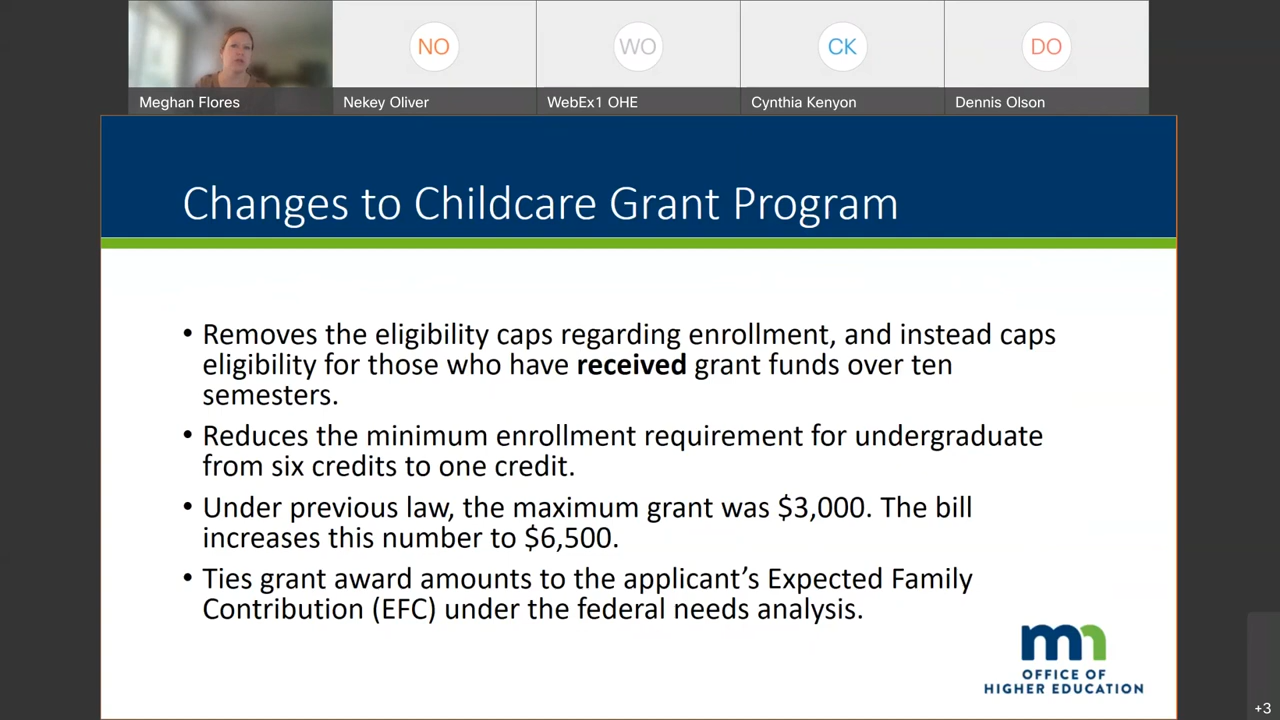 NO
WO
CK
DO
Meghan Flores
Nekey Oliver
WebEx1 OHE
Cynthia Kenyon
Dennis Olson
Changes to Childcare Grant Program
• Removes the eligibility caps regarding enrollment, and instead caps
eligibility for those who have received grant funds over ten
semesters.
• Reduces the minimum enrollment requirement for undergraduate
from six credits to one credit.
• Under previous law, the maximum grant was $3,000. The bill
increases this number to $6,500.
• Ties grant award amounts to the applicant’s Expected Family
Contribution (EFC) under the federal needs analysis.
mn
OFFICE OF
HIGHER EDUCATION
+3